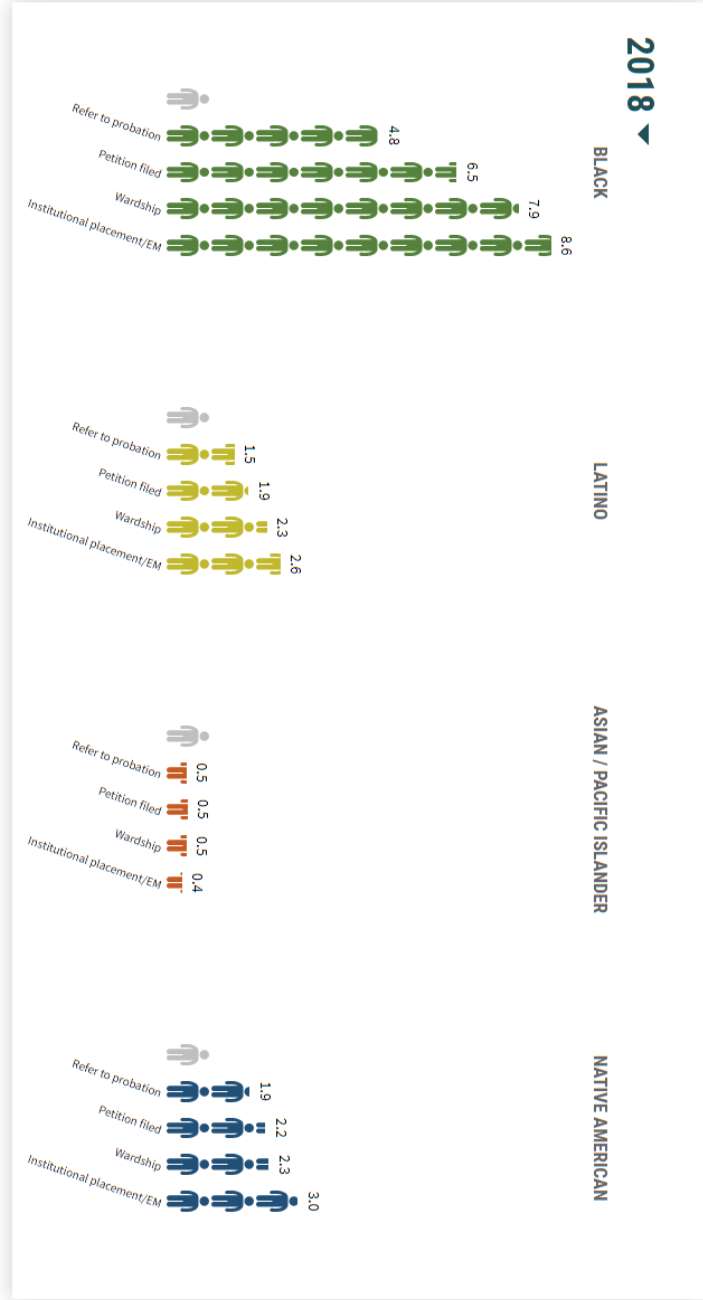 2018
BLACK
4.8
6.5
7.9
8.6
Refer to probation
Petition filed
Wardship
Institutional placement/EM
LATINO
1.5
1.9
2.3
2.6
Refer to probation
Petition filed
Wardship
Institutional placement/EM
ASIAN / PACIFIC ISLANDER
0.5
0.5
0.5
0.4
Refer to probation
Petition filed
Wardship
Institutional placement/EM
NATIVE AMERICAN
1.9
2.2
2.3
3.0
Refer to probation
Petition filed
Wardship
Institutional placement/EM